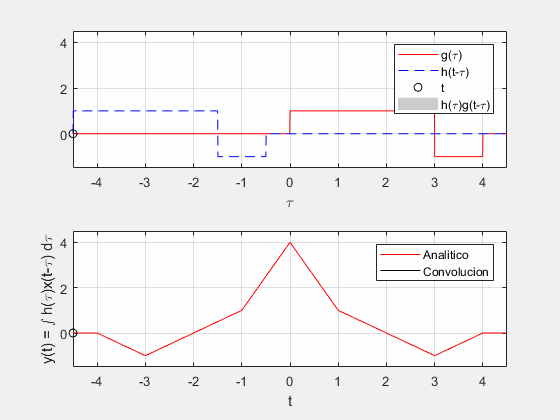 4
2
0
g(τ)
h(t-τ)
t
h(τ)g(t-τ)
-4 -3 -2 -1 0 1 2 3 4
τ
y(t) = ∫ h(τ)x(t-τ) dτ
4
2
0
Analitico
Convolucion
-4 -3 -2 -1 0 1 2 3 4
t